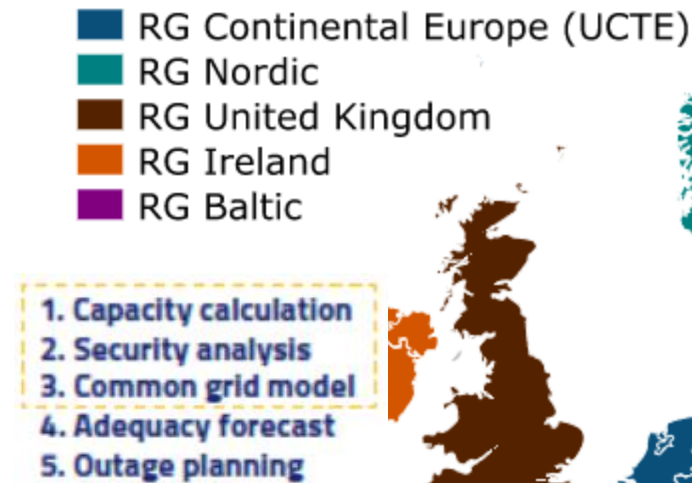 RG Continental Europe (UCTE)
RG Nordic
RG United Kingdom
RG Ireland
RG Baltic
1. Capacity calculation
2. Security analysis
3. Common grid model
4. Adequacy forecast
5. Outage planning